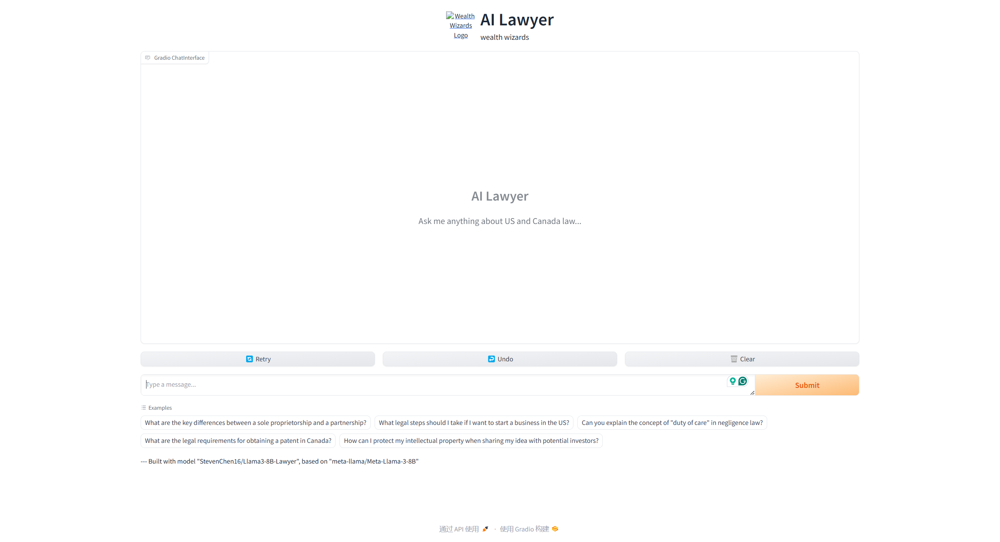 Wealth
Wizards
Logo
AI Lawyer
wealth wizards
Gradio ChatInterface
AI Lawyer
Ask me anything about US and Canada law...
Retry
Undo
Clear
Type a message...
Submit
Examples
What are the key differences between a sole proprietorship and a partnership?
What legal steps should I take if I want to start a business in the US?
Can you explain the concept of "duty of care" in negligence law?
What are the legal requirements for obtaining a patent in Canada?
How can I protect my intellectual property when sharing my idea with potential investors?
--- Built with model "StevenChen16/Llama3-8B-Lawyer", based on "meta-llama/Meta-Llama-3-8B"
通过 API 使用 · 使用 Gradio 构建